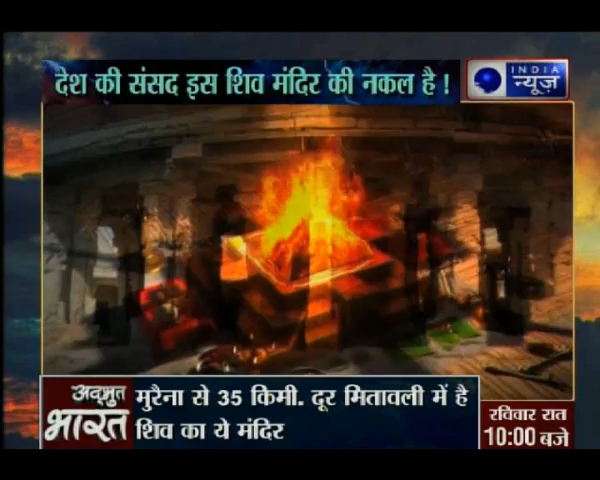 देश की संसद इस शिव मंदिर की नकल है !
INDIA
न्यूज़
अद्भुत
भारत
मुरैना से 35 किमी. दूर मितावली में है
शिव का ये मंदिर
रविवार रात
10:00 बजे